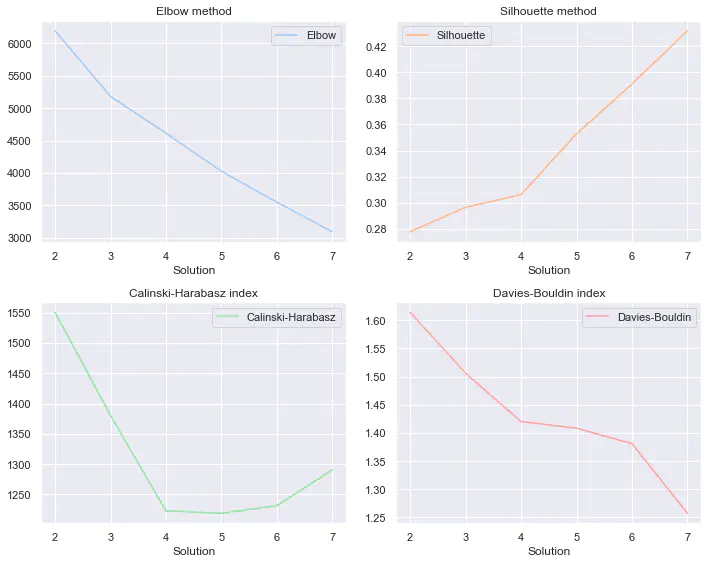 Elbow method
Elbow
6000
5500
5000
4500
4000
3500
3000
2 3 4 5 6 7
Solution
Silhouette method
Silhouette
0.42
0.40
0.38
0.36
0.34
0.32
0.30
0.28
2 3 4 5 6 7
Solution
Calinski-Harabasz index
Calinski-Harabasz
1550
1500
1450
1400
1350
1300
1250
2 3 4 5 6 7
Solution
Davies-Bouldin index
Davies-Bouldin
1.60
1.55
1.50
1.45
1.40
1.35
1.30
1.25
2 3 4 5 6 7
Solution